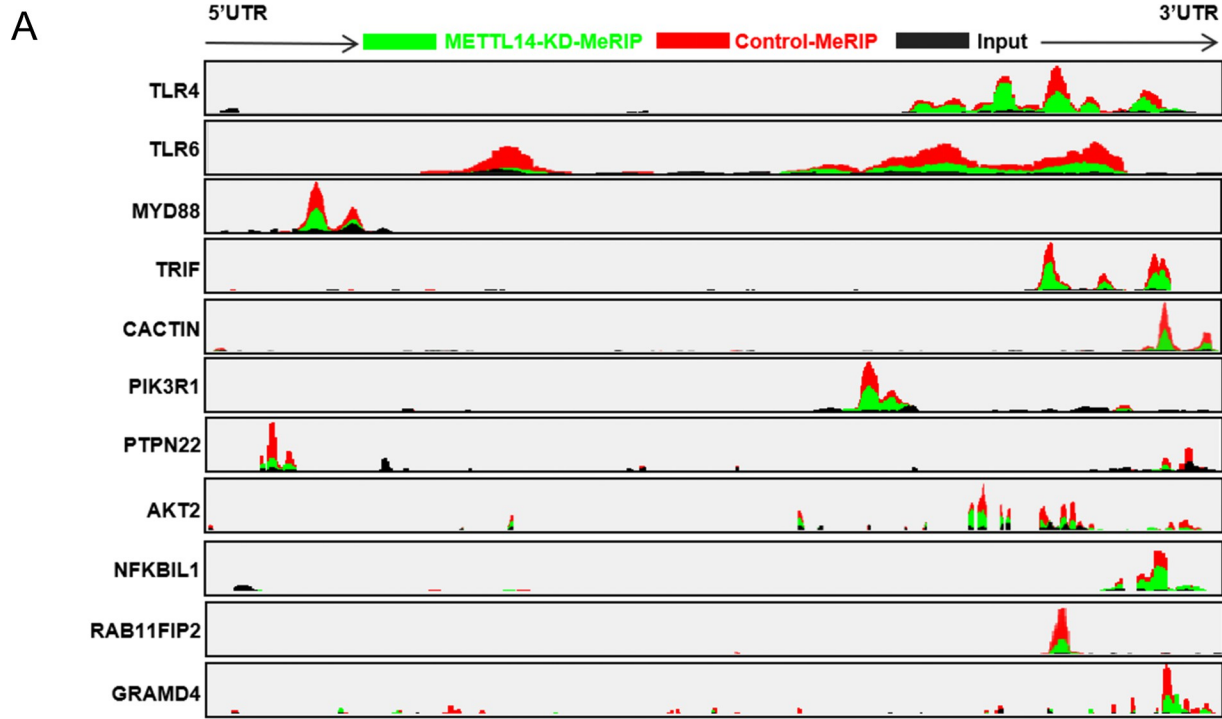 A
5'UTR
3'UTR
METTL14-KD-MeRIP Control-MeRIP Input
TLR4
TLR6
MYD88
TRIF
CACTIN
PIK3R1
PTPN22
AKT2
NFKBIL1
RAB11FIP2
GRAMD4